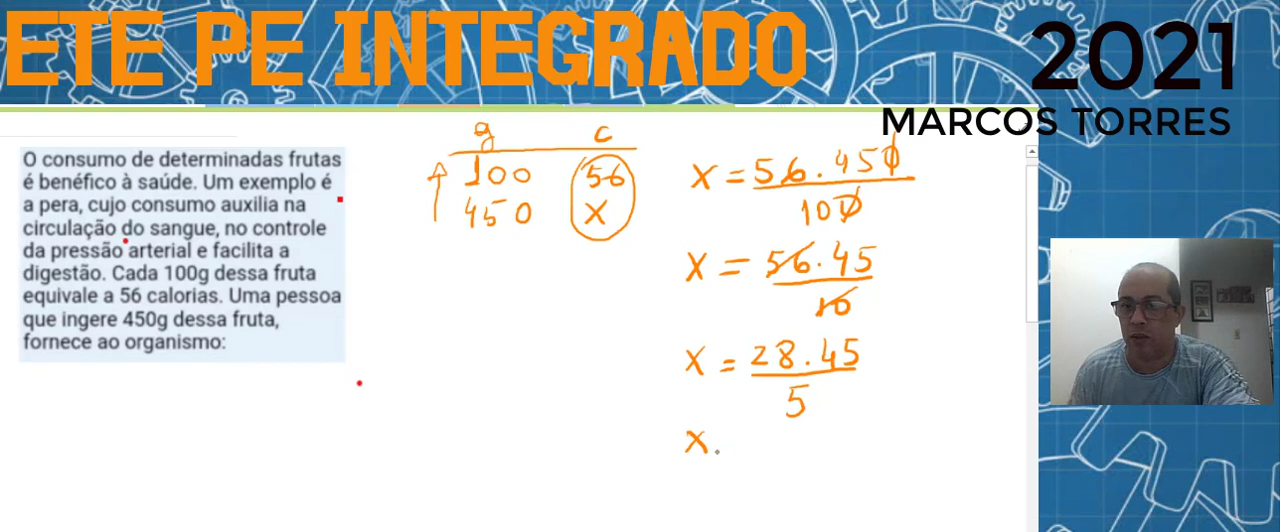 ETE PE INTEGRADO
2021
MARCOS TORRES
O consumo de determinadas frutas
é benéfico à saúde. Um exemplo é
a pera, cujo consumo auxilia na
circulação do sangue, no controle
da pressão arterial e facilita a
digestão. Cada 100g dessa fruta
equivale a 56 calorias. Uma pessoa
que ingere 450g dessa fruta,
fornece ao organismo:
g c
100 56
450 X
X = 56.450
100
X = 56.45
10
X = 28.45
5
X